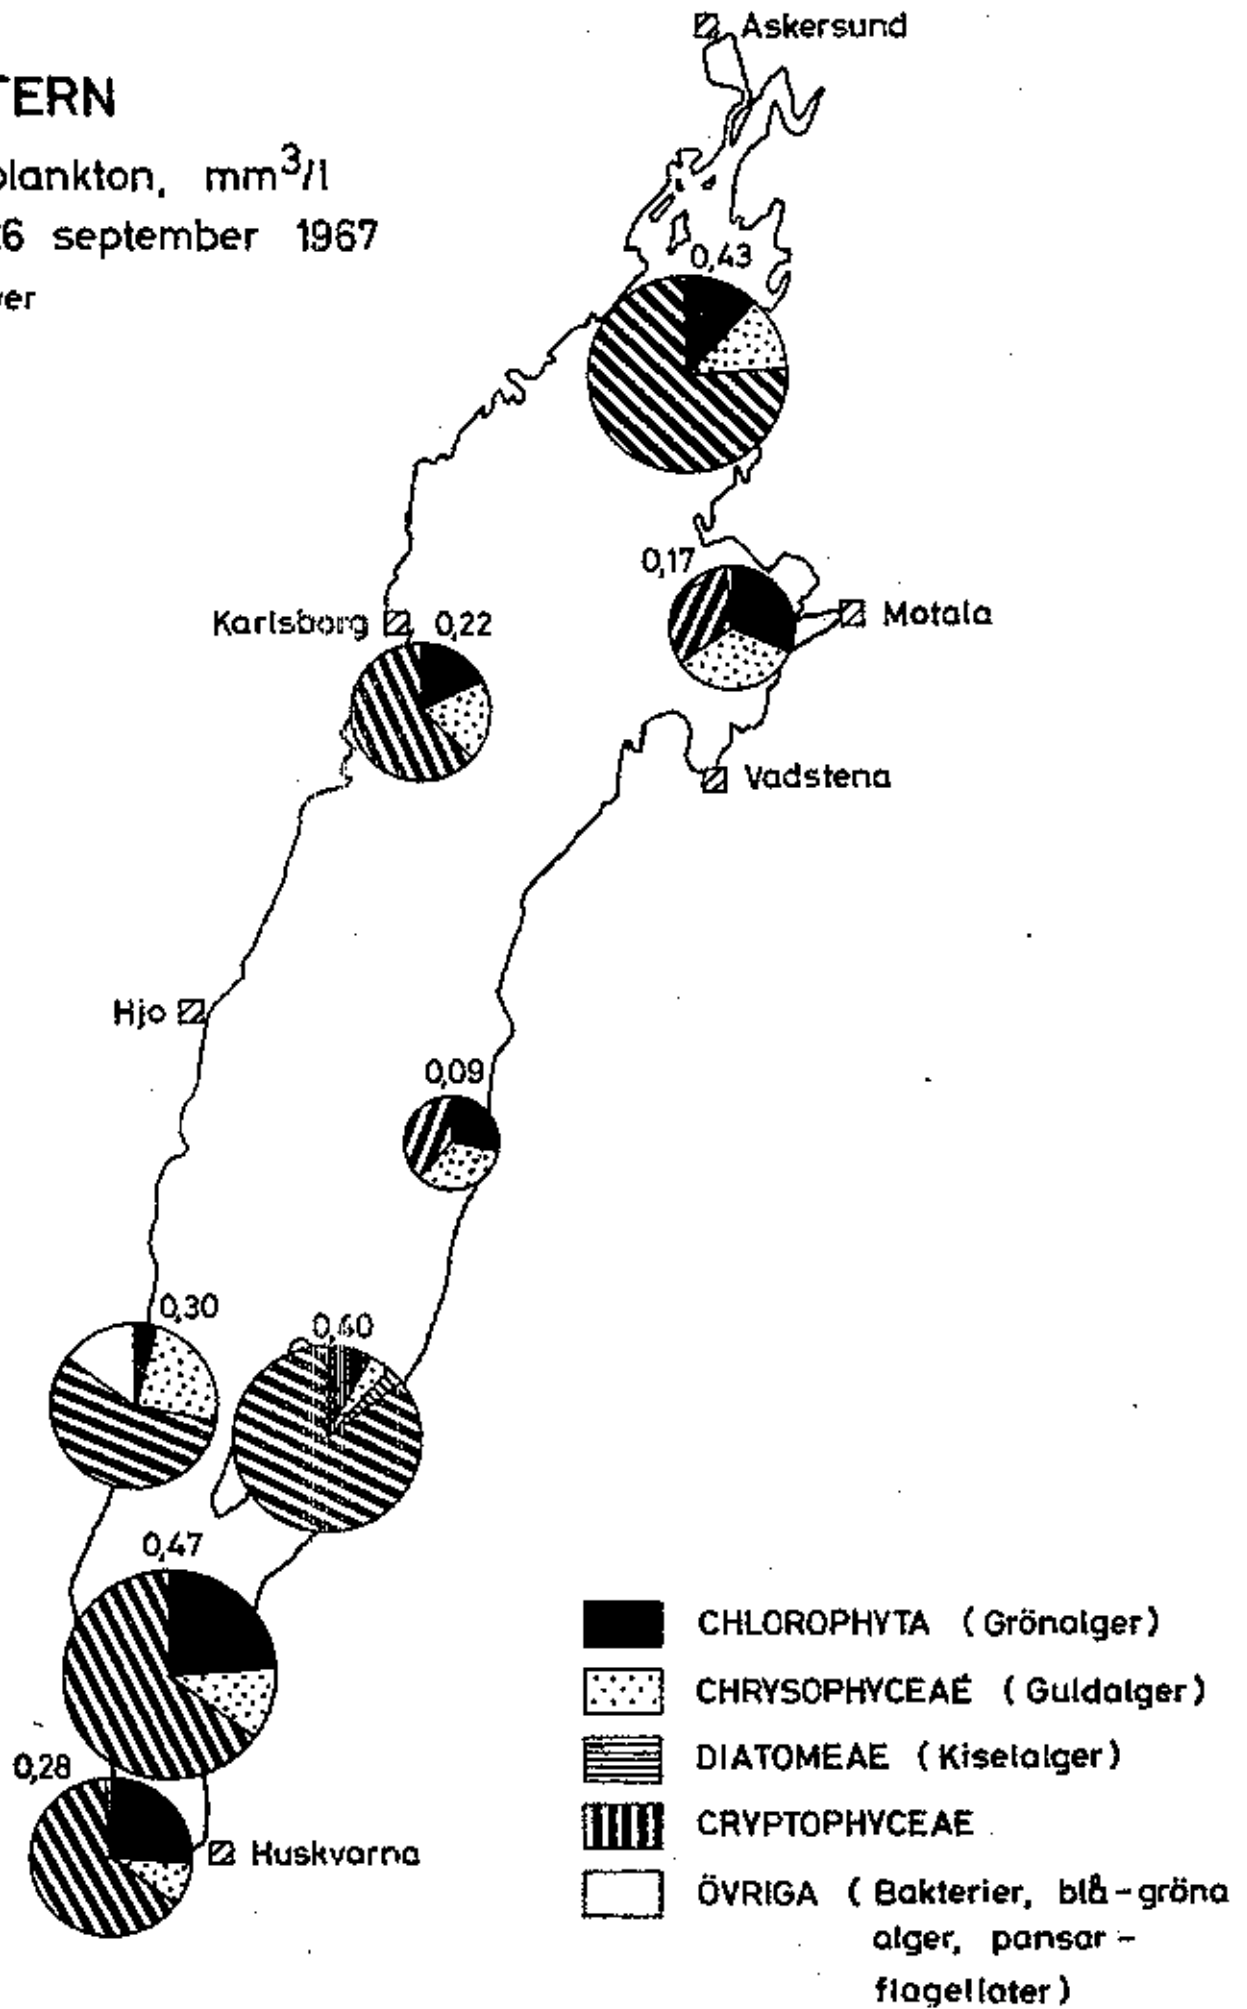 TERN
plankton, mm³/l
26 september 1967
ver
Askersund
0,43
0,17
Motala
Karlsborg
0,22
Vadstena
Hjo
0,09
0,30
0,40
0,47
0,28
Huskvarna
CHLOROPHYTA (Grönalger)
CHRYSOPHYCEAE (Guldalger)
DIATOMEAE (Kiselalger)
CRYPTOPHYCEAE
ÖVRIGA (Bakterier, blå-gröna
alger, pansar-
flagellater)